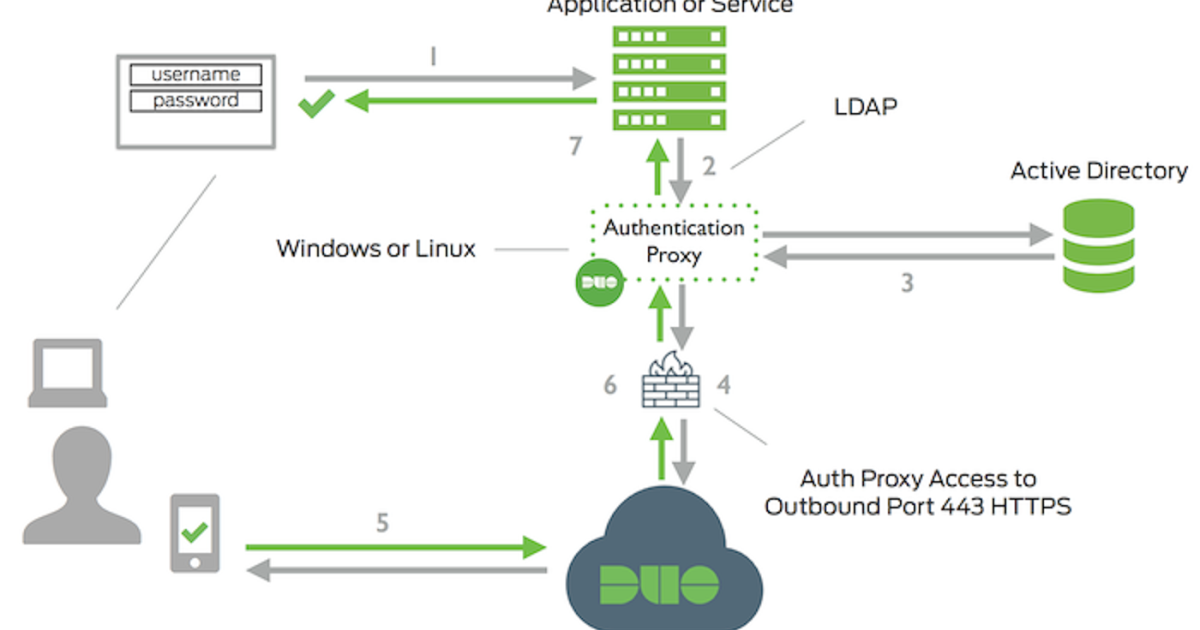 Application or Service
username
password
1
7
2
LDAP
Active Directory
Authentication
Proxy
Windows or Linux
DUO
3
6
4
Auth Proxy Access to
Outbound Port 443 HTTPS
5
DUO